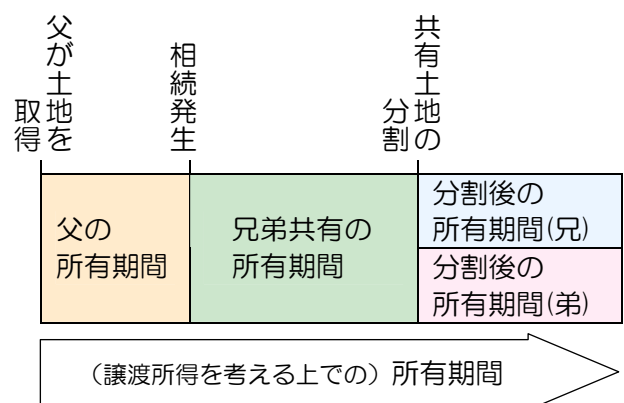 父が土地を
取得
相続発生
共有土地の
分割
父の
所有期間
兄弟共有の
所有期間
分割後の
所有期間(兄)
分割後の
所有期間(弟)
（譲渡所得を考える上での）所有期間